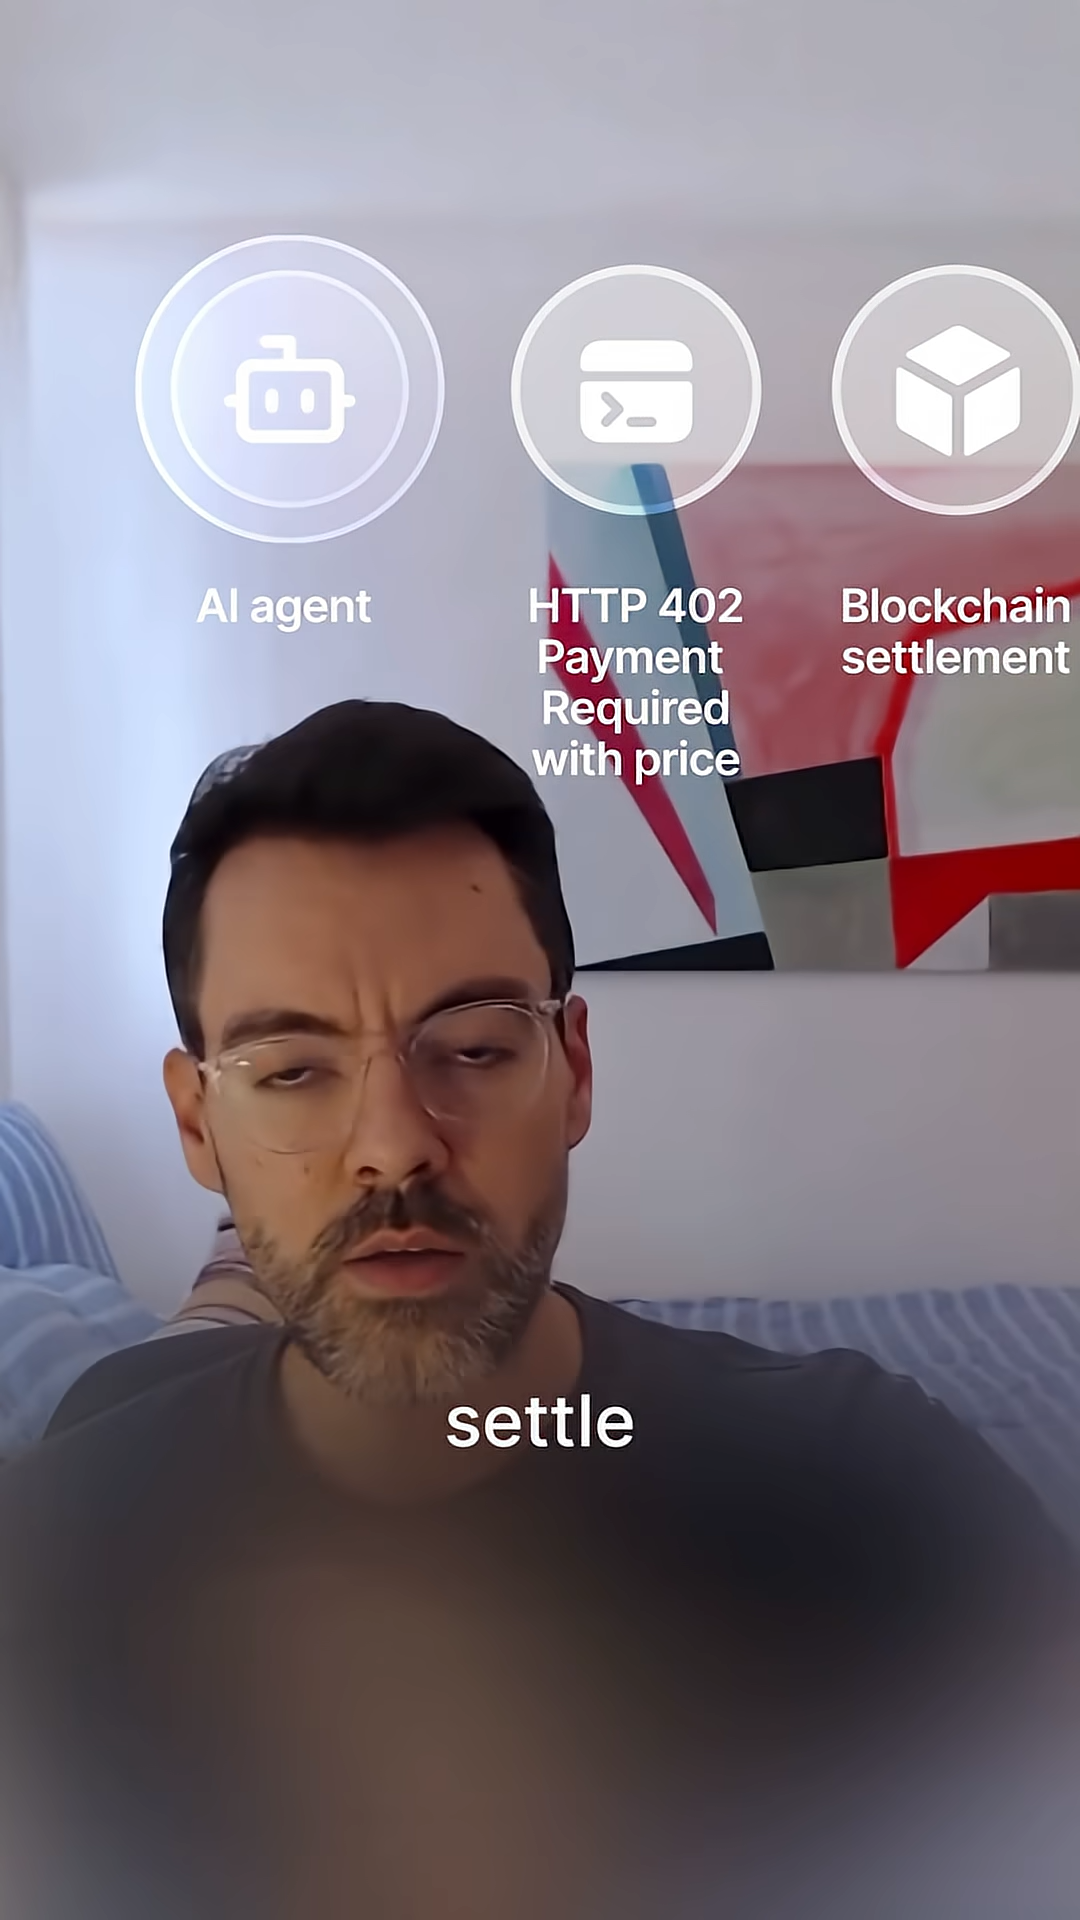 AI agent
HTTP 402
Payment
Required
with price
Blockchain
settlement
settle